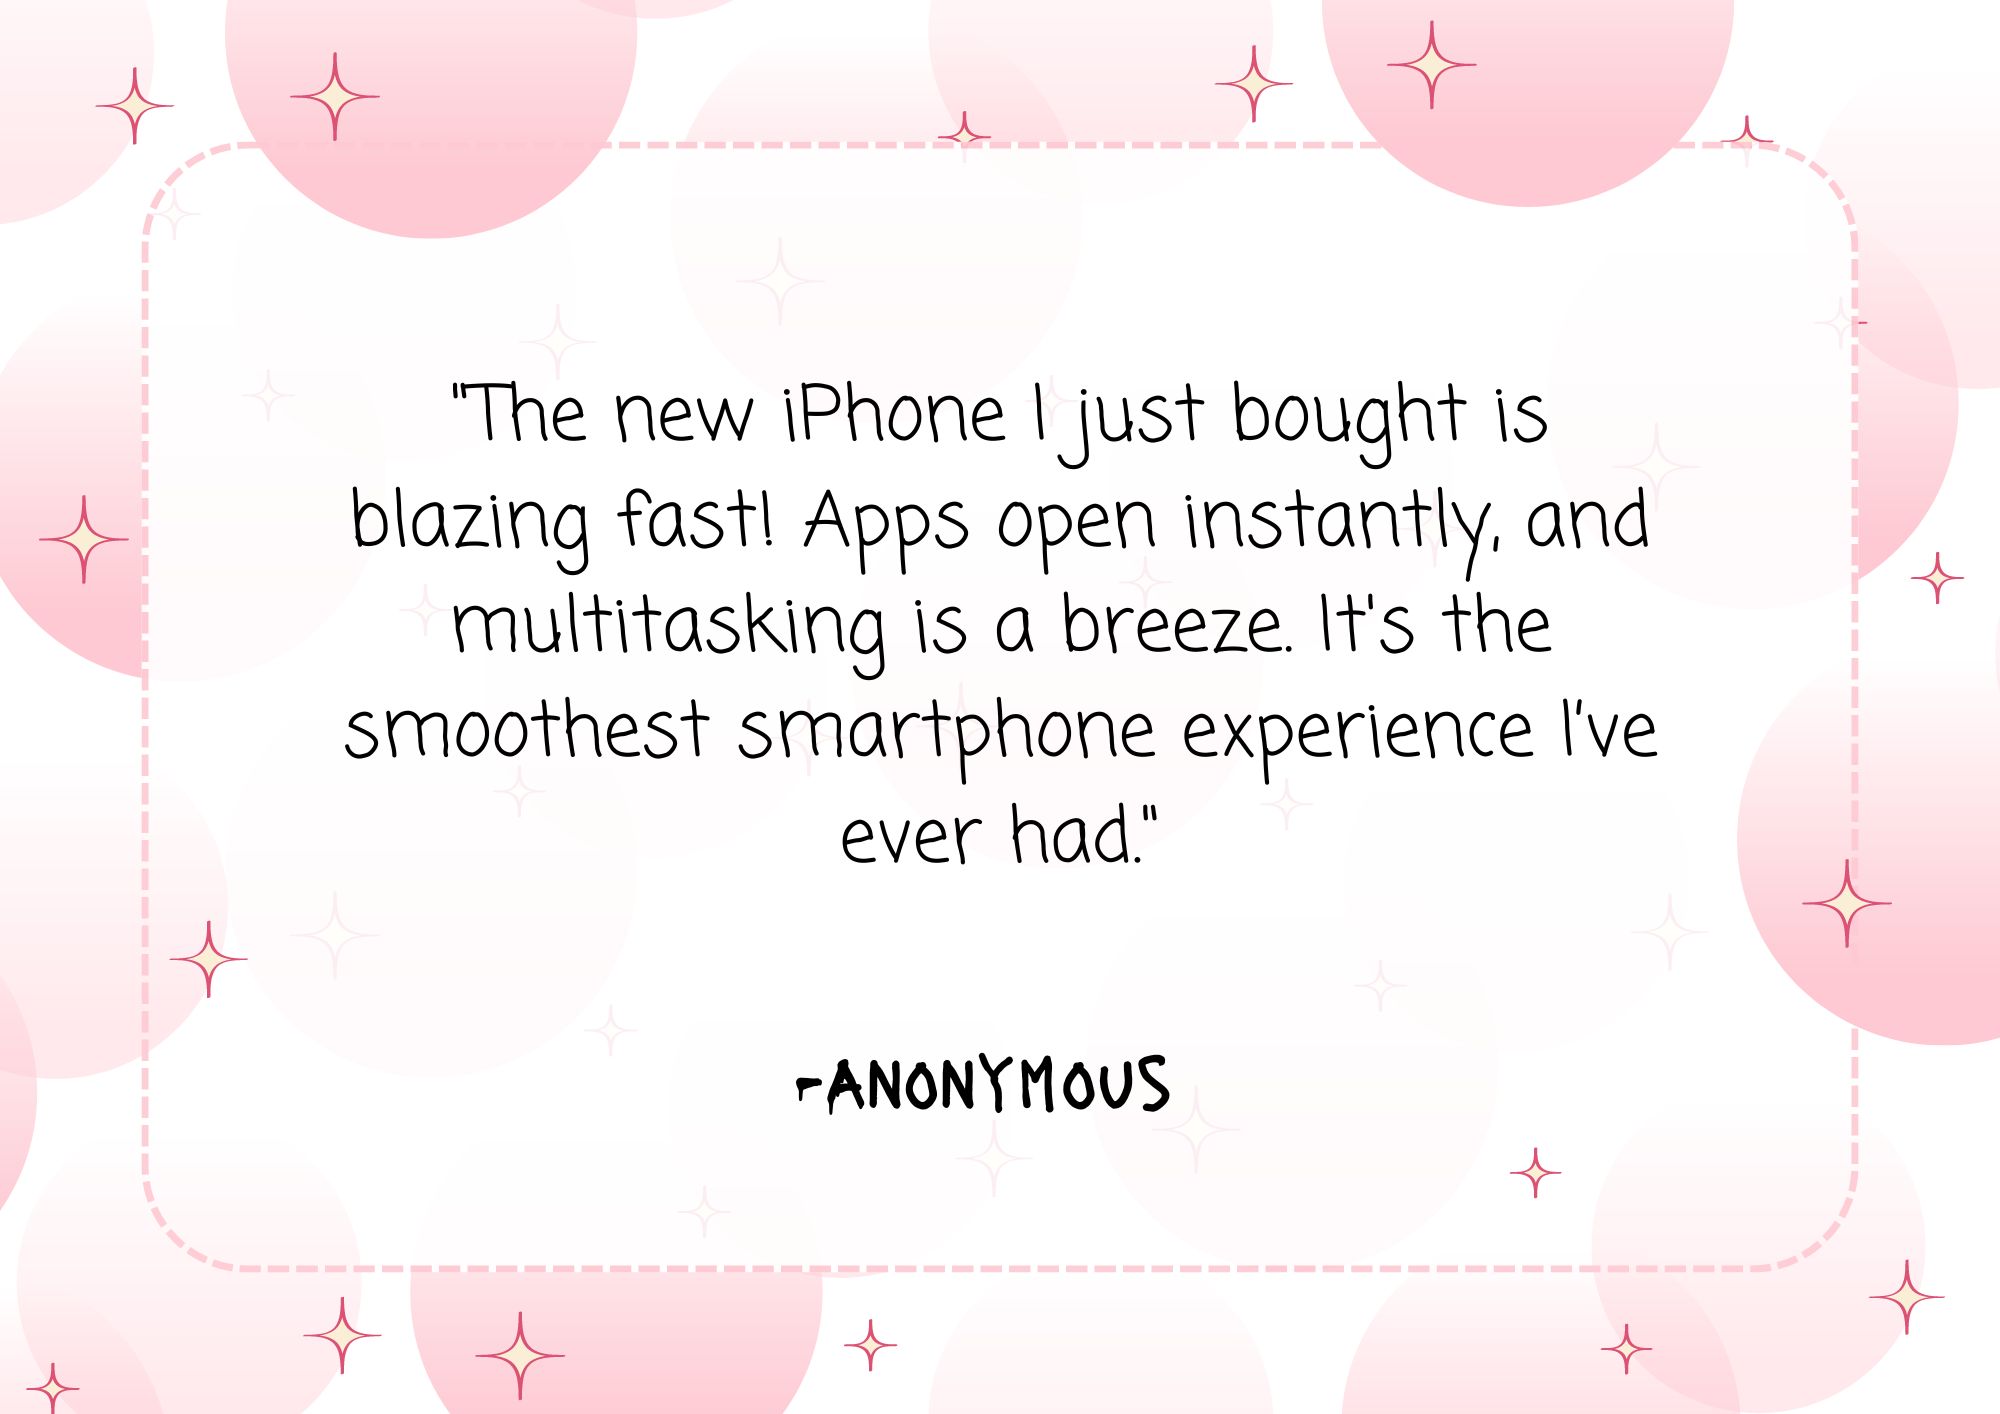 "The new iPhone I just bought is
blazing fast! Apps open instantly, and
multitasking is a breeze. It's the
smoothest smartphone experience I've
ever had."
-ANONYMOUS